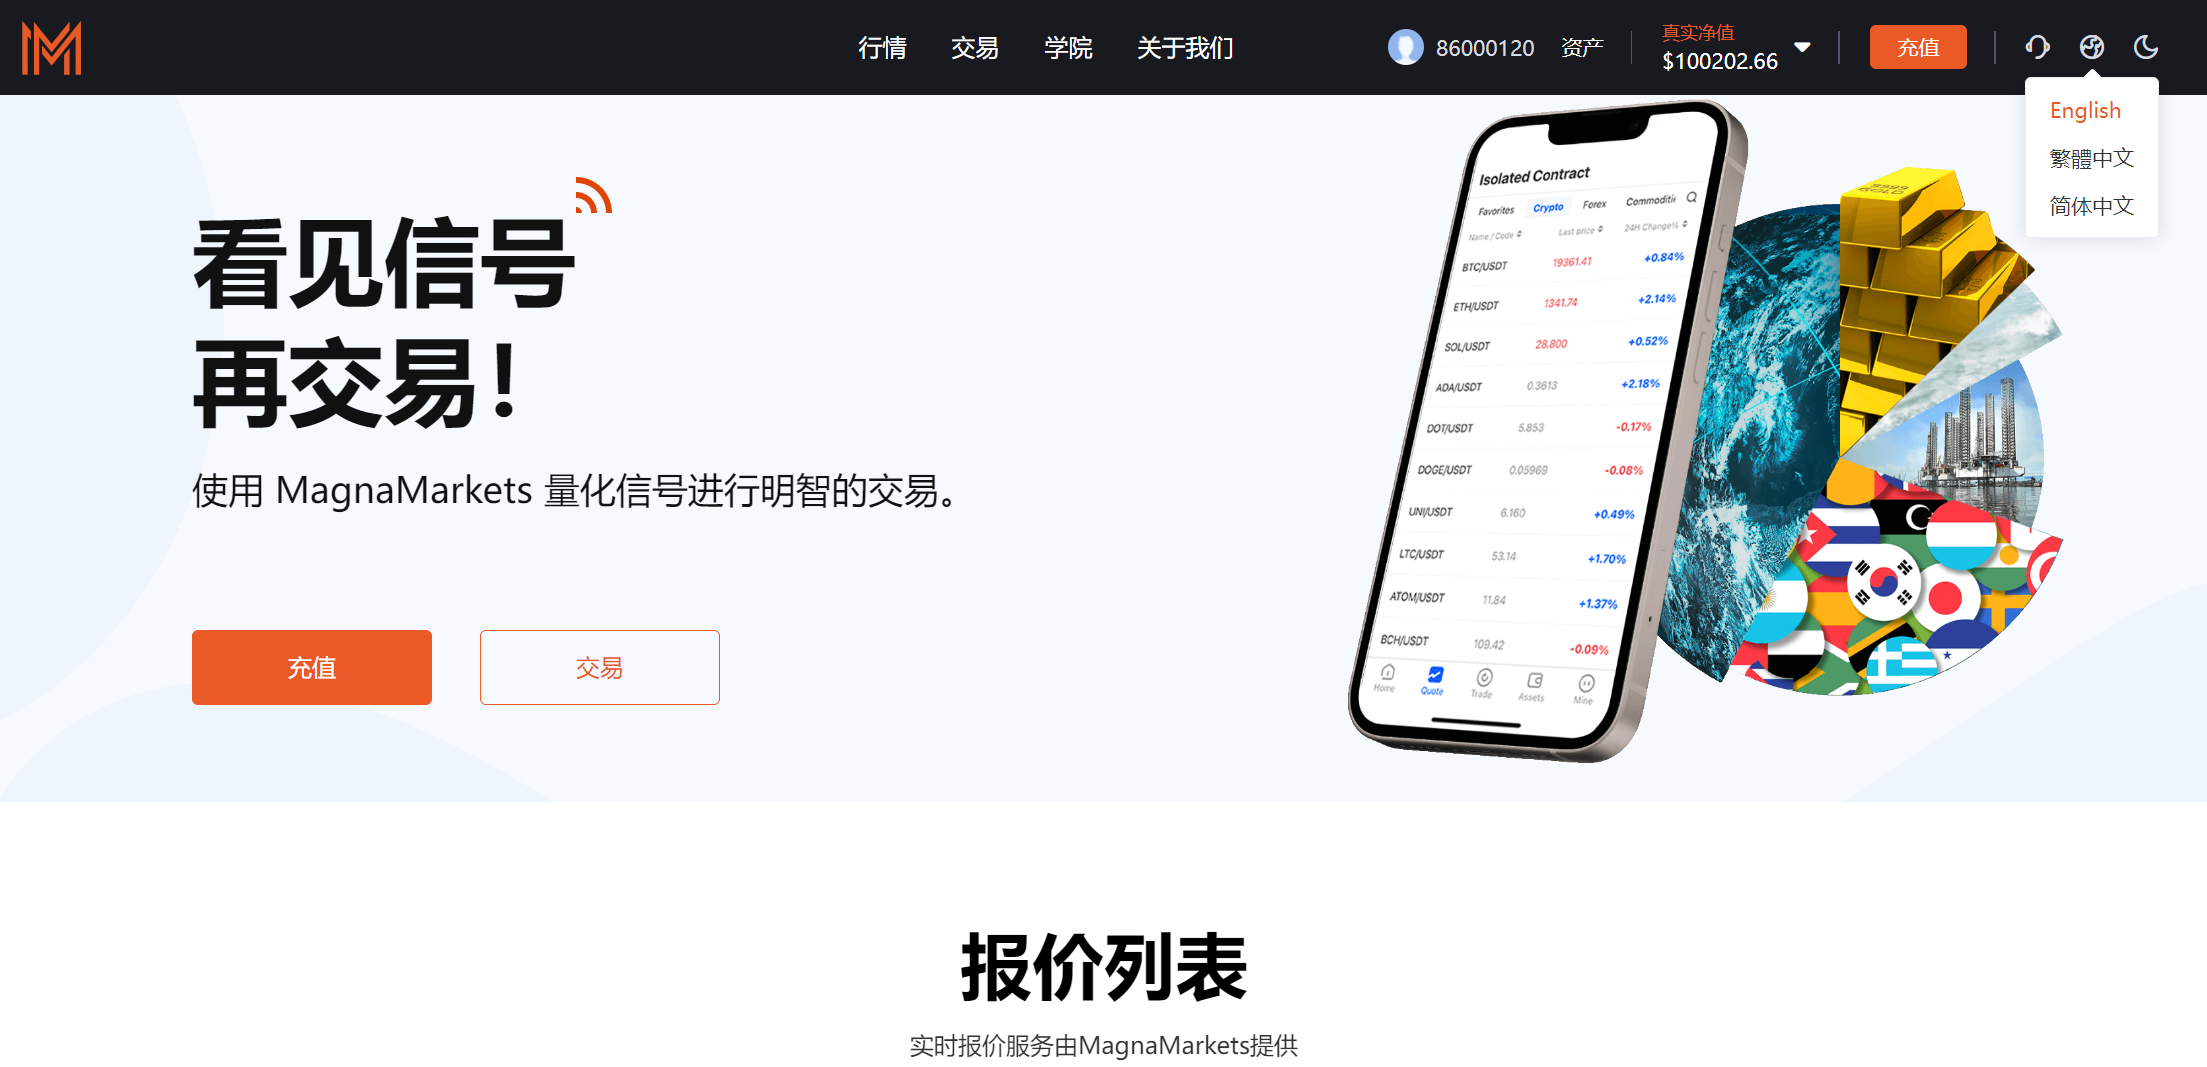 行情 交易 学院 关于我们 86000120 资产 真实净值 充值
$100202.66
English
繁體中文
简体中文
看见信号
再交易！
使用 MagnaMarkets 量化信号进行明智的交易。
充值 交易
Isolated Contract
Favorites Crypto Forex Commoditi
Name / Code Last price 24H Change%
BTC/USDT 19361.41 +0.84%
ETH/USDT 1341.74 +2.14%
SOL/USDT 28.800 +0.52%
ADA/USDT 0.3613 +2.18%
DOT/USDT 5.853 -0.17%
DOGE/USDT 0.05969 -0.08%
UNI/USDT 6.160 +0.49%
LTC/USDT 53.14 +1.70%
ATOM/USDT 11.84 +1.37%
BCH/USDT 109.42 -0.09%
Home Quote Trade Assets Mine
报价列表
实时报价服务由MagnaMarkets提供